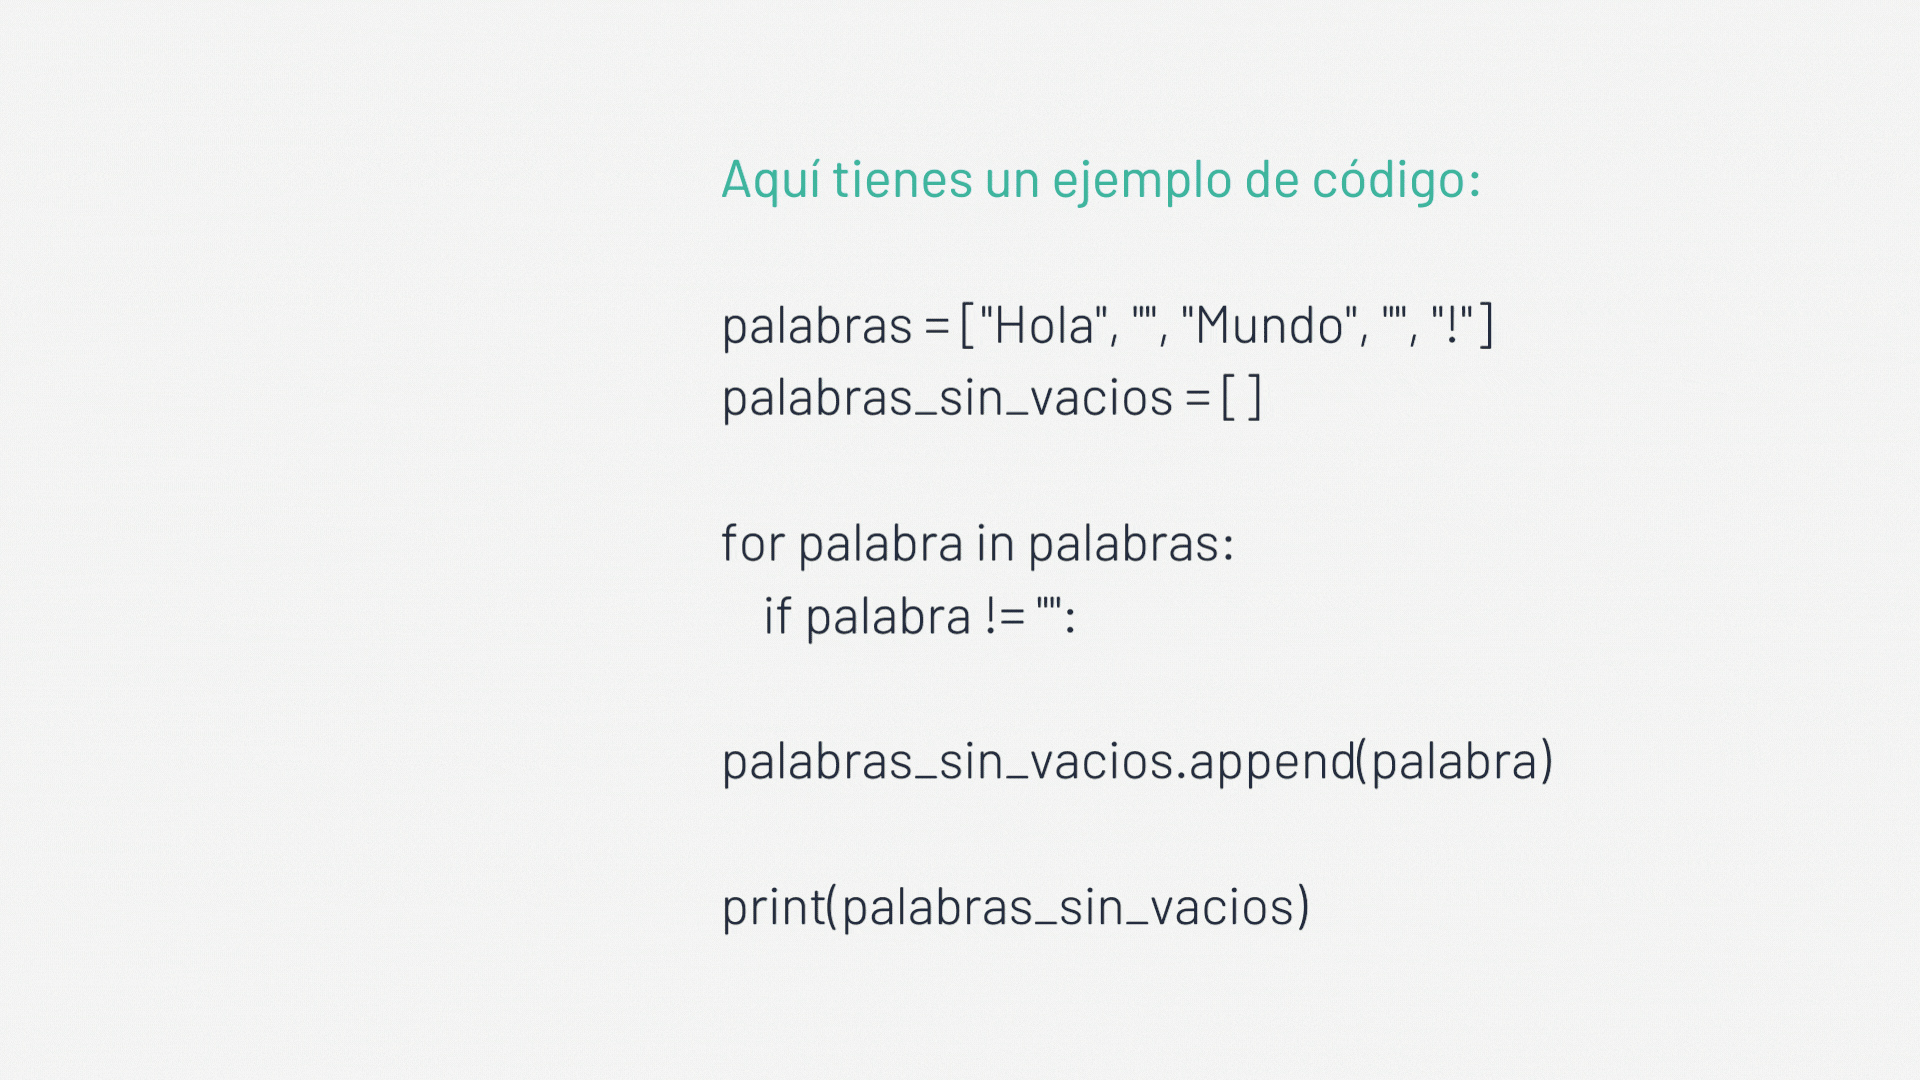 Aquí tienes un ejemplo de código:
palabras = ["Hola", "", "Mundo", "", "!"]
palabras_sin_vacios = [ ]
for palabra in palabras:
if palabra != "":
palabras_sin_vacios.append(palabra)
print(palabras_sin_vacios)